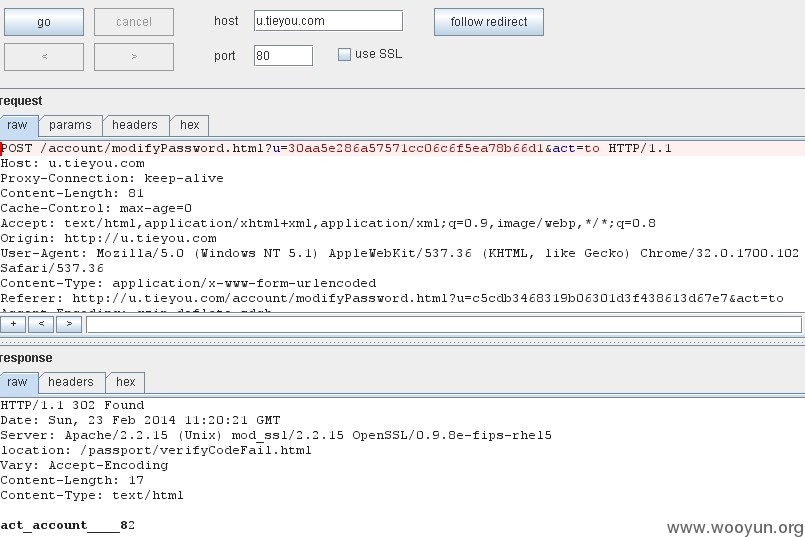 go
cancel
host
u.tieyou.com
follow redirect
<
>
port
80
use SSL
request
raw
params
headers
hex
POST /account/modifyPassword.html?u=30aa5e286a57571cc06c6f5ea78b66d1&act=to HTTP/1.1
Host: u.tieyou.com
Proxy-Connection: keep-alive
Content-Length: 81
Cache-Control: max-age=0
Accept: text/html,application/xhtml+xml,application/xml;q=0.9,image/webp,*/*;q=0.8
Origin: http://u.tieyou.com
User-Agent: Mozilla/5.0 (Windows NT 5.1) AppleWebKit/537.36 (KHTML, like Gecko) Chrome/32.0.1700.102
Safari/537.36
Content-Type: application/x-www-form-urlencoded
Referer: http://u.tieyou.com/account/modifyPassword.html?u=c5cdb3468319b06301d3f438613d67e7&act=to
+
<
>
response
raw
headers
hex
HTTP/1.1 302 Found
Date: Sun, 23 Feb 2014 11:20:21 GMT
Server: Apache/2.2.15 (Unix) mod_ssl/2.2.15 OpenSSL/0.9.8e-fips-rhel5
location: /passport/verifyCodeFail.html
Vary: Accept-Encoding
Content-Length: 17
Content-Type: text/html
act_account____82
www.wooyun.org